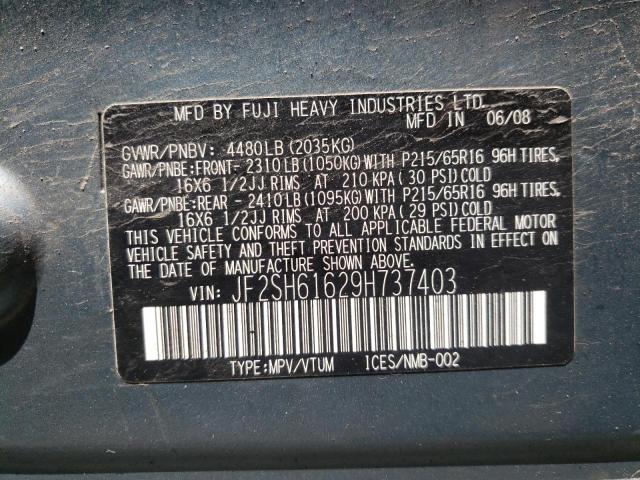 MFD BY FUJI HEAVY INDUSTRIES LTD.
MFD IN 06/08
GVWR/PNBV: 4480LB (2035KG)
GAWR/PNBE:FRONT- 2310LB (1050KG) WITH P215/65R16 96H TIRES,
16X6 1/2JJ RIMS AT 210 KPA ( 30 PSI) COLD
GAWR/PNBE:REAR - 2410LB (1095KG) WITH P215/65R16 96H TIRES,
16X6 1/2JJ RIMS AT 200 KPA ( 29 PSI) COLD
THIS VEHICLE CONFORMS TO ALL APPLICABLE FEDERAL MOTOR
VEHICLE SAFETY AND THEFT PREVENTION STANDARDS IN EFFECT ON
THE DATE OF MANUFACTURE SHOWN ABOVE.
VIN: JF2SH61629H737403
TYPE:MPV/VTUM ICES/NMB-002